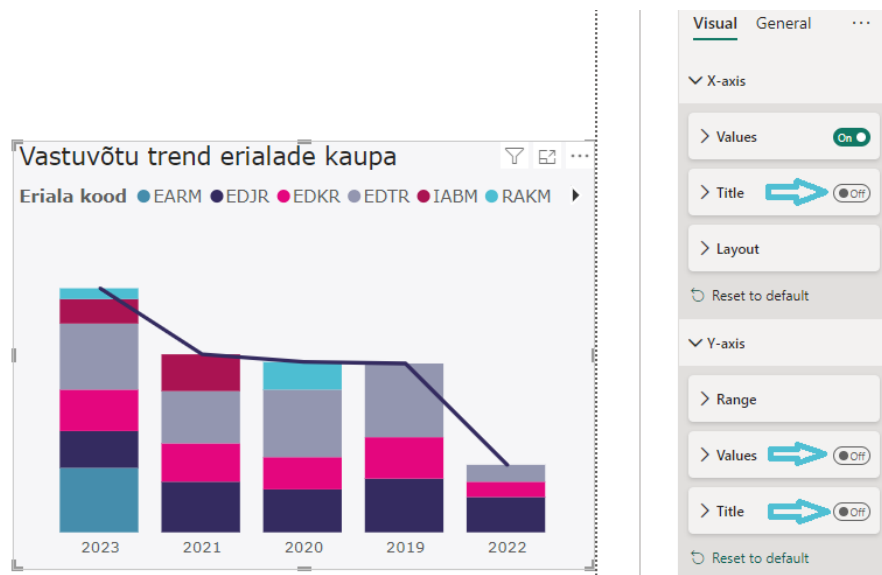 Vastuvõtu trend erialade kaupa
Eriala kood EARM EDJR EDKR EDTR IABM RAKM
2023 2021 2020 2019 2022
Visual General
X-axis
Values On
Title Off
Layout
Reset to default
Y-axis
Range
Values Off
Title Off
Reset to default